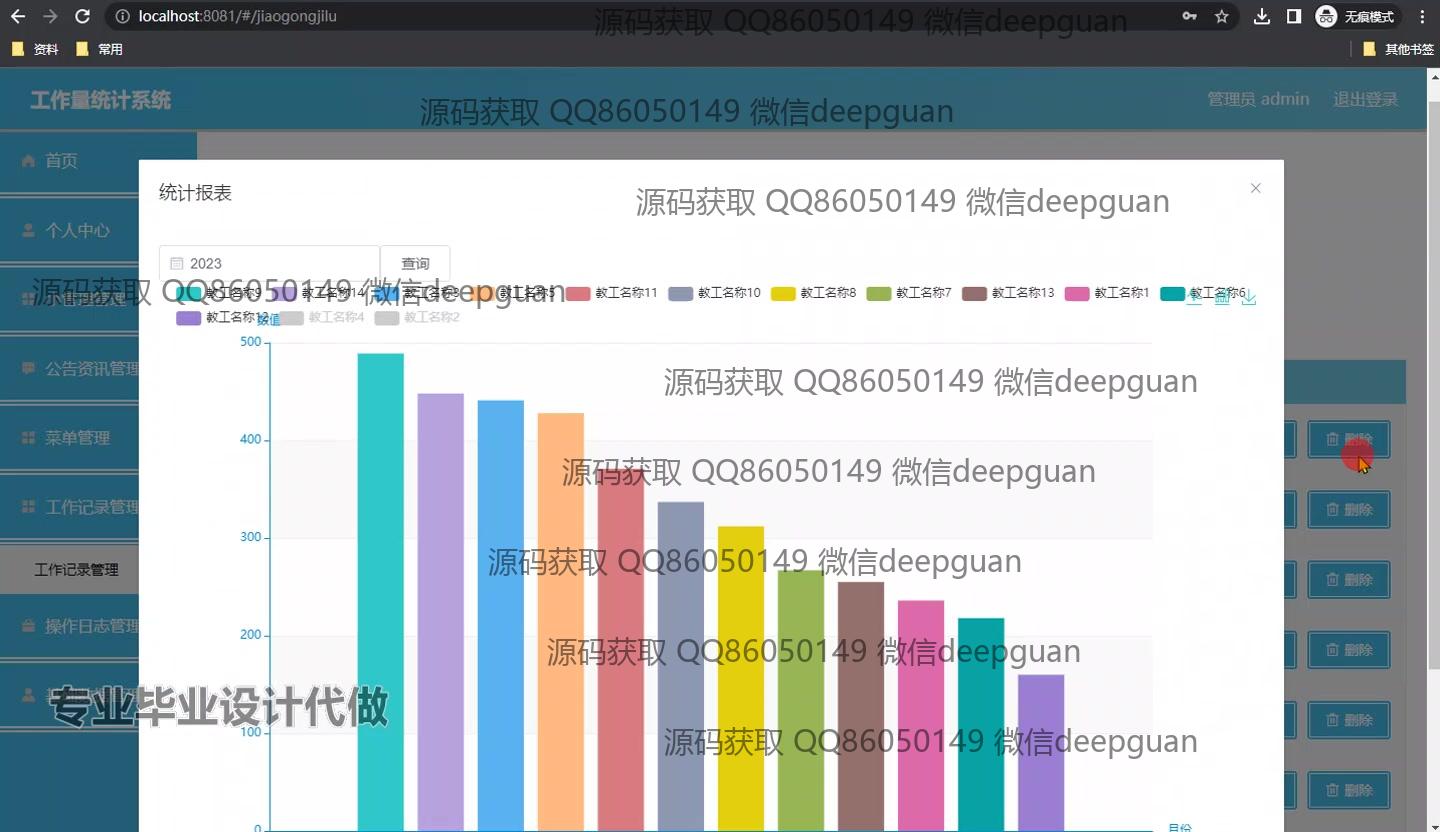 localhost:8081/#/jiaogongjilu
无痕模式
源码获取 QQ86050149 微信deepguan
资料
常用
其他书签
工作量统计系统
管理员 admin
退出登录
源码获取 QQ86050149 微信deepguan
首页
统计报表
源码获取 QQ86050149 微信deepguan
个人中心
2023
查询
源码获取 QQ86050149 微信deepguan
教工名称9
教工名称14
教工名称3
教工名称5
教工名称11
教工名称10
教工名称8
教工名称7
教工名称13
教工名称1
教工名称6
教工名称12
教工名称4
教工名称2
数值
500
公告资讯管理
源码获取 QQ86050149 微信deepguan
菜单管理
400
删除
源码获取 QQ86050149 微信deepguan
工作记录管理
删除
300
源码获取 QQ86050149 微信deepguan
工作记录管理
删除
操作日志管理
200
源码获取 QQ86050149 微信deepguan
删除
专业毕业设计代做
删除
100
源码获取 QQ86050149 微信deepguan
删除
0
月份